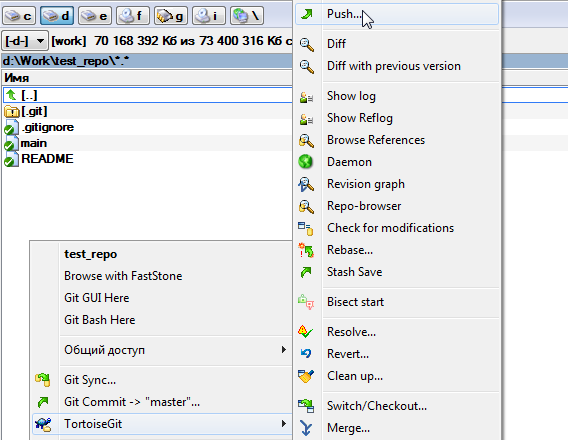 c d e f g i \
[-d-] [work] 70 168 392 Кб из 73 400 316 Кб с
d:\Work\test_repo\*.*
Имя
[..]
[.git]
.gitignore
main
README
test_repo
Browse with FastStone
Git GUI Here
Git Bash Here
Общий доступ
Git Sync...
Git Commit -> "master"...
TortoiseGit
Push...
Diff
Diff with previous version
Show log
Show Reflog
Browse References
Daemon
Revision graph
Repo-browser
Check for modifications
Rebase...
Stash Save
Bisect start
Resolve...
Revert...
Clean up...
Switch/Checkout...
Merge...